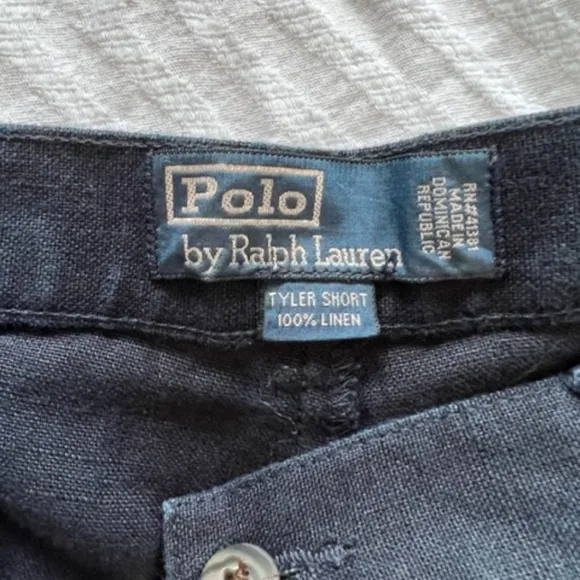 Polo
by Ralph Lauren
RN#41381
MADE IN
DOMINICAN
REPUBLIC
TYLER SHORT
100% LINEN